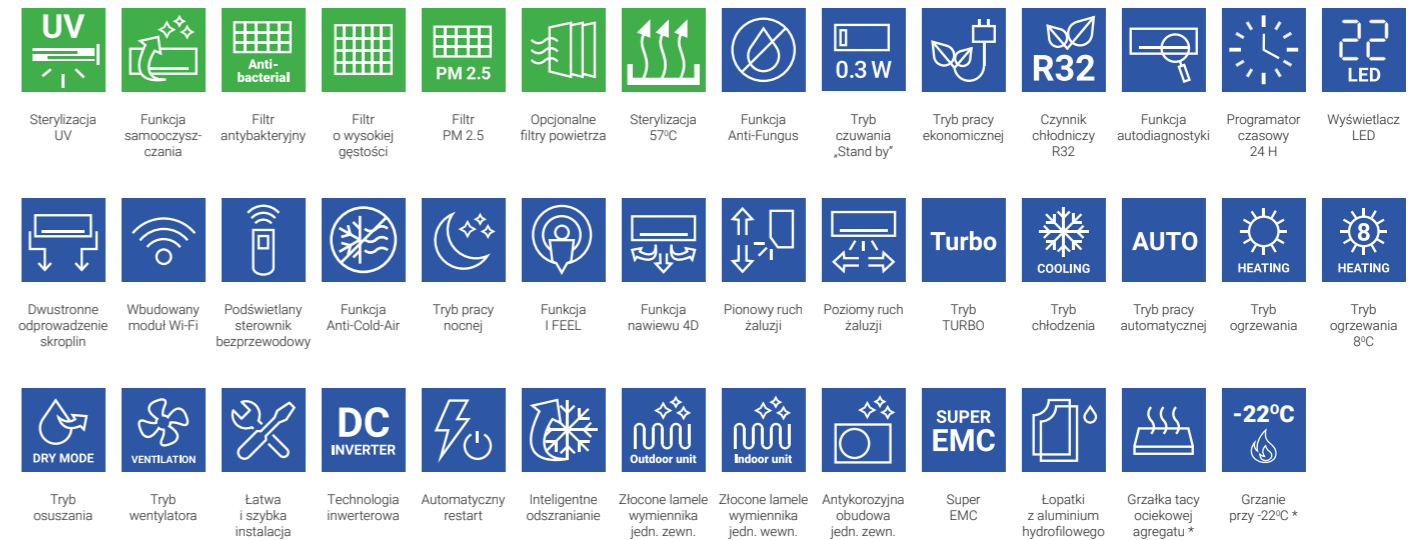 UV
Anti-
bacterial
PM 2.5
0.3 W
R32
22
LED
Sterylizacja
UV
Funkcja
samooczysz-
czania
Filtr
antybakteryjny
Filtr
o wysokiej
gęstości
Filtr
PM 2.5
Opcjonalne
filtry powietrza
Sterylizacja
57ºC
Funkcja
Anti-Fungus
Tryb
czuwania
„Stand by”
Tryb pracy
ekonomicznej
Czynnik
chłodniczy
R32
Funkcja
autodiagnostyki
Programator
czasowy
24 H
Wyświetlacz
LED
Turbo
COOLING
AUTO
HEATING
8
HEATING
Dwustronne
odprowadzenie
skroplin
Wbudowany
moduł Wi-Fi
Podświetlany
sterownik
bezprzewodowy
Funkcja
Anti-Cold-Air
Tryb pracy
nocnej
Funkcja
I FEEL
Funkcja
nawiewu 4D
Pionowy ruch
żaluzji
Poziomy ruch
żaluzji
Tryb
TURBO
Tryb
chłodzenia
Tryb pracy
automatycznej
Tryb
ogrzewania
Tryb
ogrzewania
8ºC
DRY MODE
VENTILATION
DC
INVERTER
Outdoor unit
Indoor unit
SUPER
EMC
-22ºC
Tryb
osuszania
Tryb
wentylatora
Łatwa
i szybka
instalacja
Technologia
inwerterowa
Automatyczny
restart
Inteligentne
odszranianie
Złocone lamele
wymiennika
jedn. zewn.
Złocone lamele
wymiennika
jedn. wewn.
Antykorozyjna
obudowa
jedn. zewn.
Super
EMC
Łopatki
z aluminium
hydrofilowego
Grzałka tacy
ociekowej
agregatu *
Grzanie
przy -22ºC *